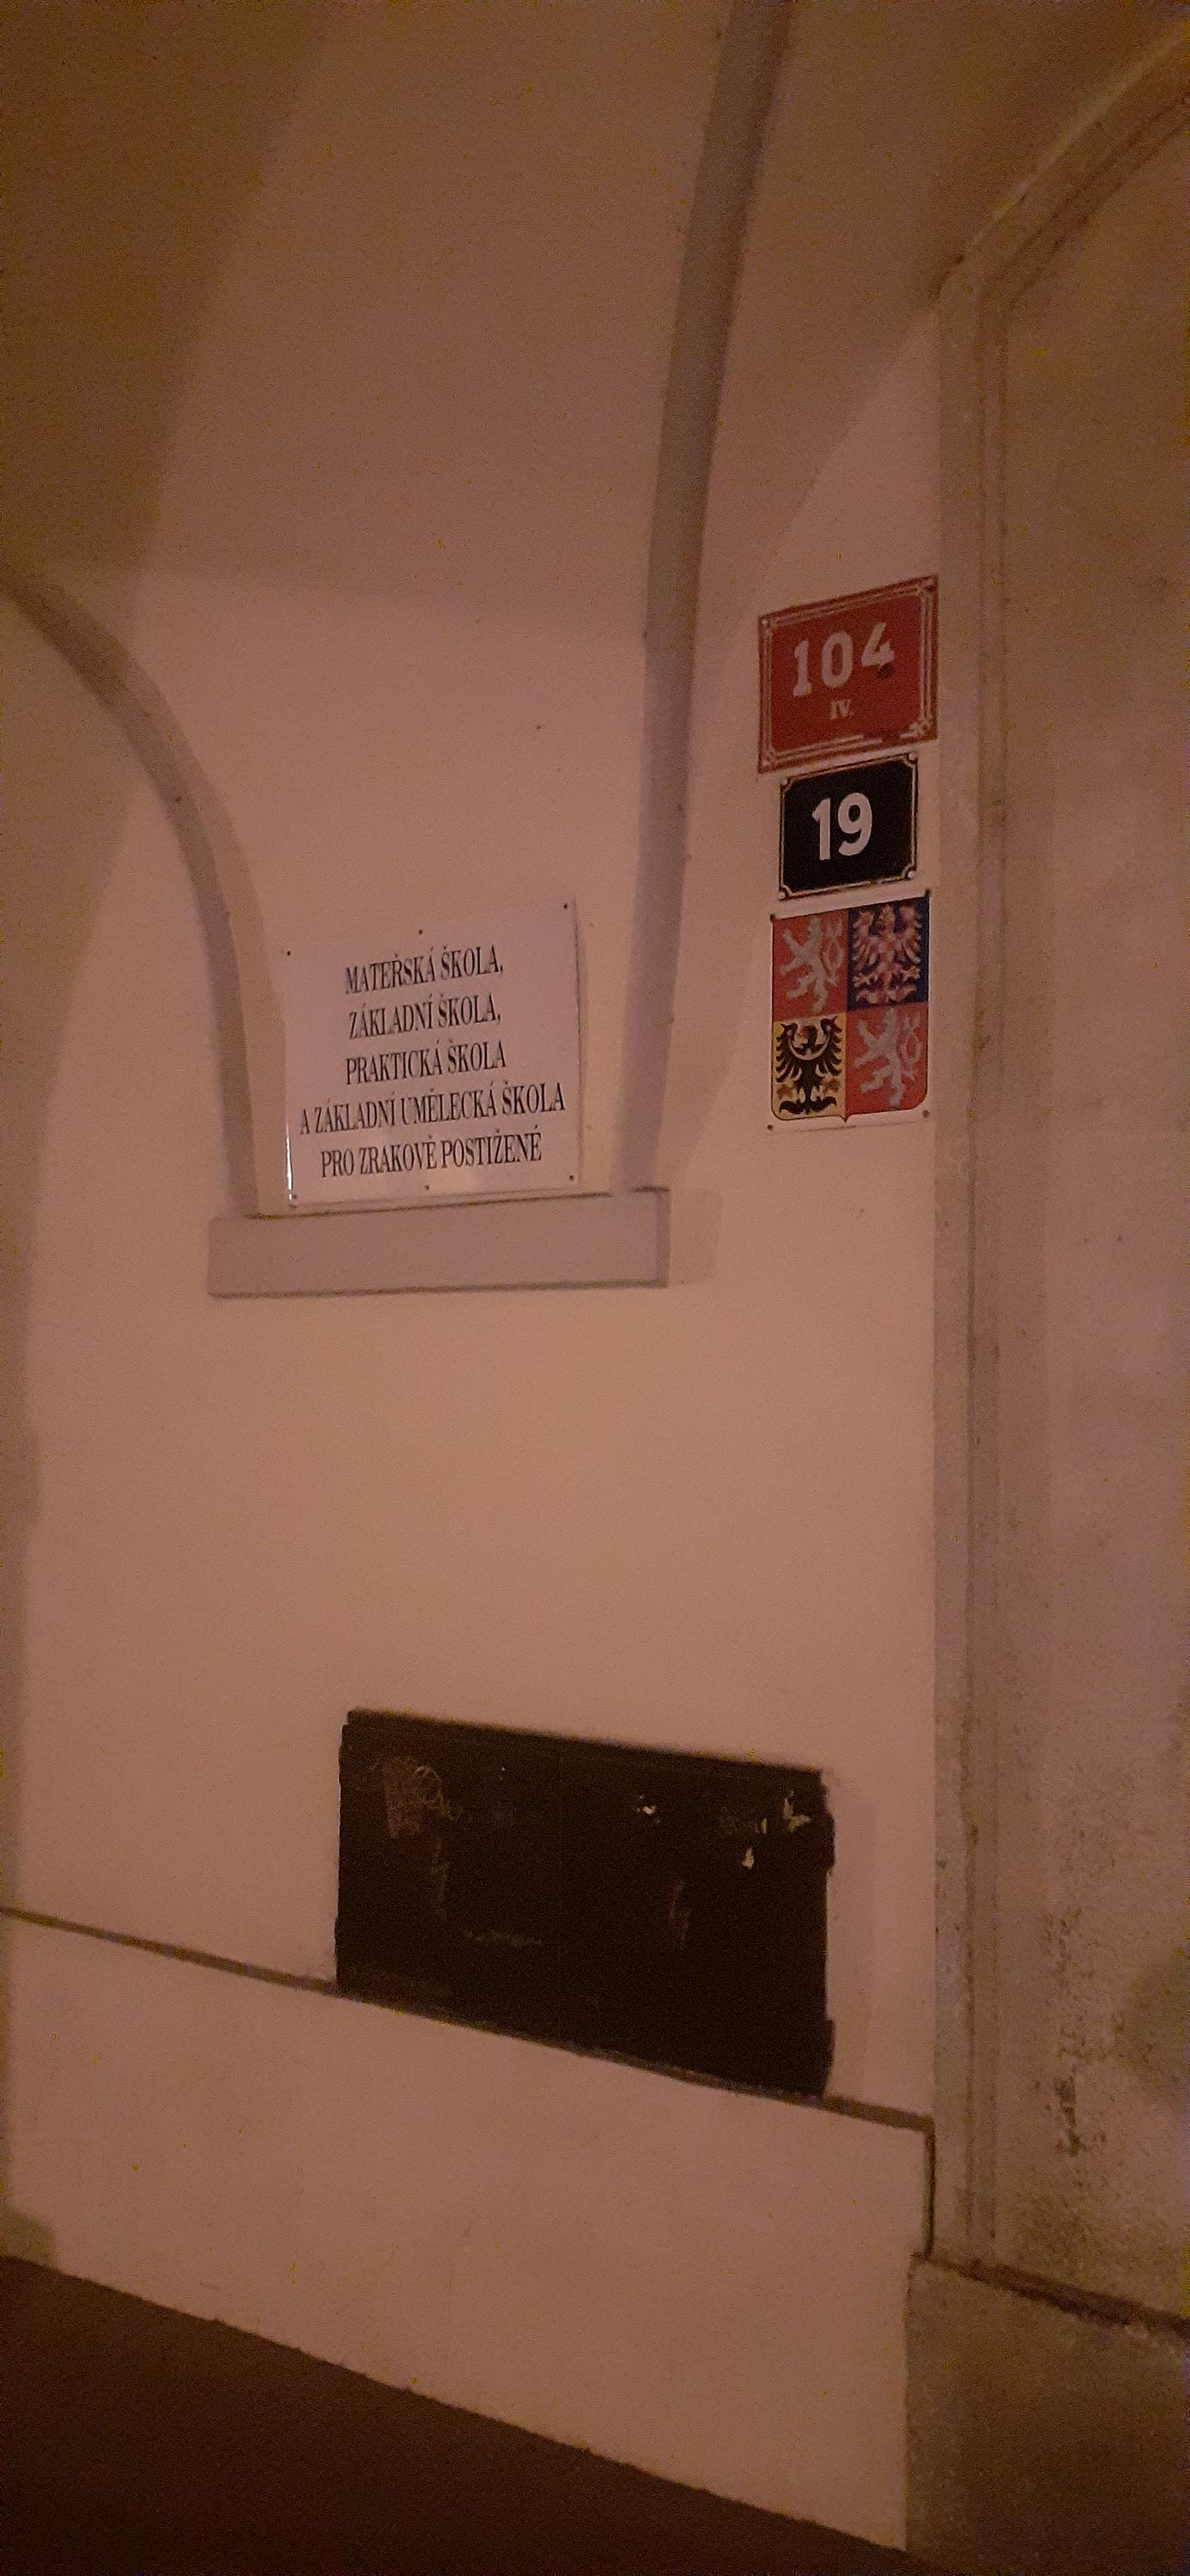 104
IV.
19
MATEŘSKÁ ŠKOLA,
ZÁKLADNÍ ŠKOLA,
PRAKTICKÁ ŠKOLA
A ZÁKLADNÍ UMĚLECKÁ ŠKOLA
PRO ZRAKOVĚ POSTIŽENÉ